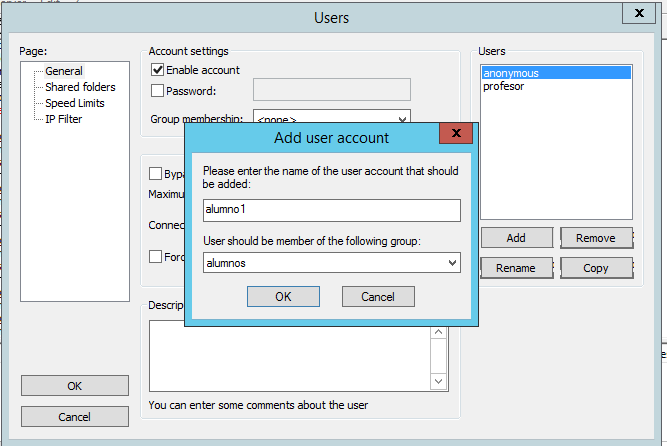 Users
x
Page:
General
Shared folders
Speed Limits
IP Filter
Account settings
Enable account
Password:
Group membership:
<none>
Maximu
Connec
Users
anonymous
profesor
Add
Remove
Rename
Copy
Add user account
x
Please enter the name of the user account that should
be added:
alumno1
User should be member of the following group:
alumnos
OK
Cancel
Descrip
You can enter some comments about the user
OK
Cancel